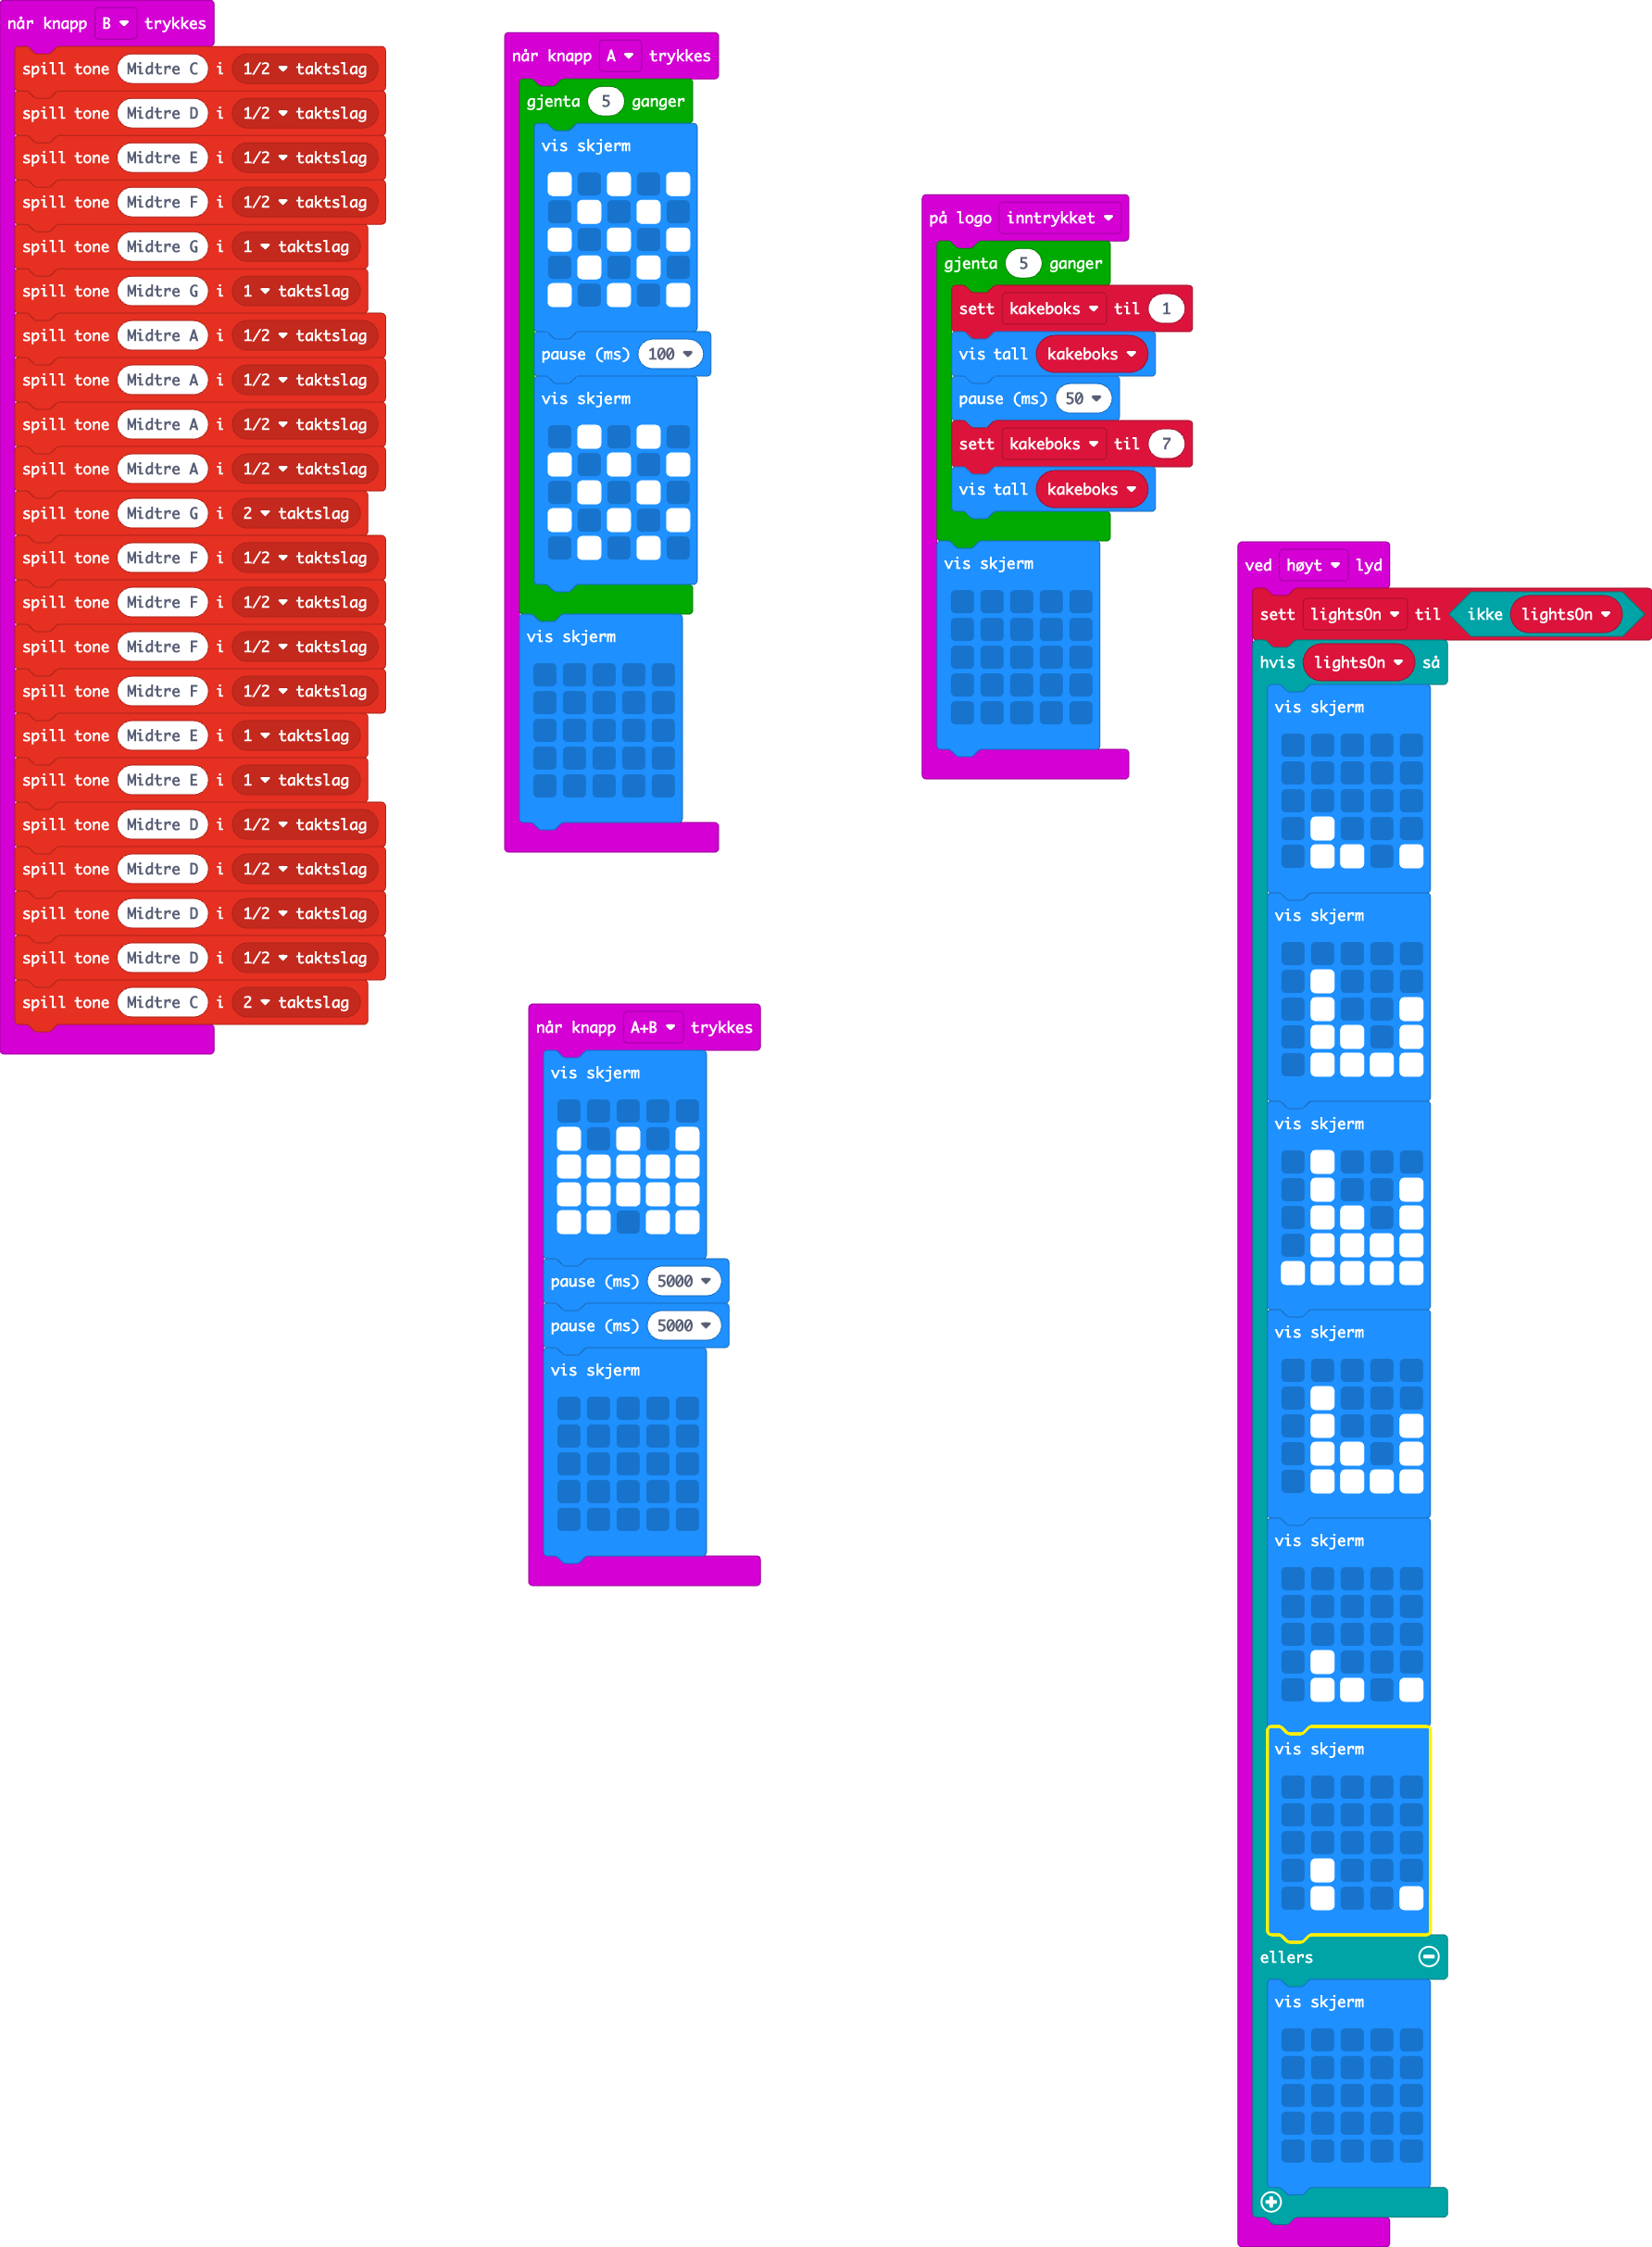 når knapp B trykkes
spill tone Midtre C i 1/2 taktslag
spill tone Midtre D i 1/2 taktslag
spill tone Midtre E i 1/2 taktslag
spill tone Midtre F i 1/2 taktslag
spill tone Midtre G i 1 taktslag
spill tone Midtre G i 1 taktslag
spill tone Midtre A i 1/2 taktslag
spill tone Midtre A i 1/2 taktslag
spill tone Midtre A i 1/2 taktslag
spill tone Midtre A i 1/2 taktslag
spill tone Midtre G i 2 taktslag
spill tone Midtre F i 1/2 taktslag
spill tone Midtre F i 1/2 taktslag
spill tone Midtre F i 1/2 taktslag
spill tone Midtre F i 1/2 taktslag
spill tone Midtre E i 1 taktslag
spill tone Midtre E i 1 taktslag
spill tone Midtre D i 1/2 taktslag
spill tone Midtre D i 1/2 taktslag
spill tone Midtre D i 1/2 taktslag
spill tone Midtre D i 1/2 taktslag
spill tone Midtre C i 2 taktslag
når knapp A trykkes
gjenta 5 ganger
vis skjerm
pause (ms) 100
vis skjerm
vis skjerm
når knapp A+B trykkes
vis skjerm
pause (ms) 5000
pause (ms) 5000
vis skjerm
på logo inntrykket
gjenta 5 ganger
sett kakeboks til 1
vis tall kakeboks
pause (ms) 50
sett kakeboks til 7
vis tall kakeboks
vis skjerm
ved høyt lyd
sett lightsOn til ikke lightsOn
hvis lightsOn så
vis skjerm
vis skjerm
vis skjerm
vis skjerm
vis skjerm
vis skjerm
ellers
vis skjerm